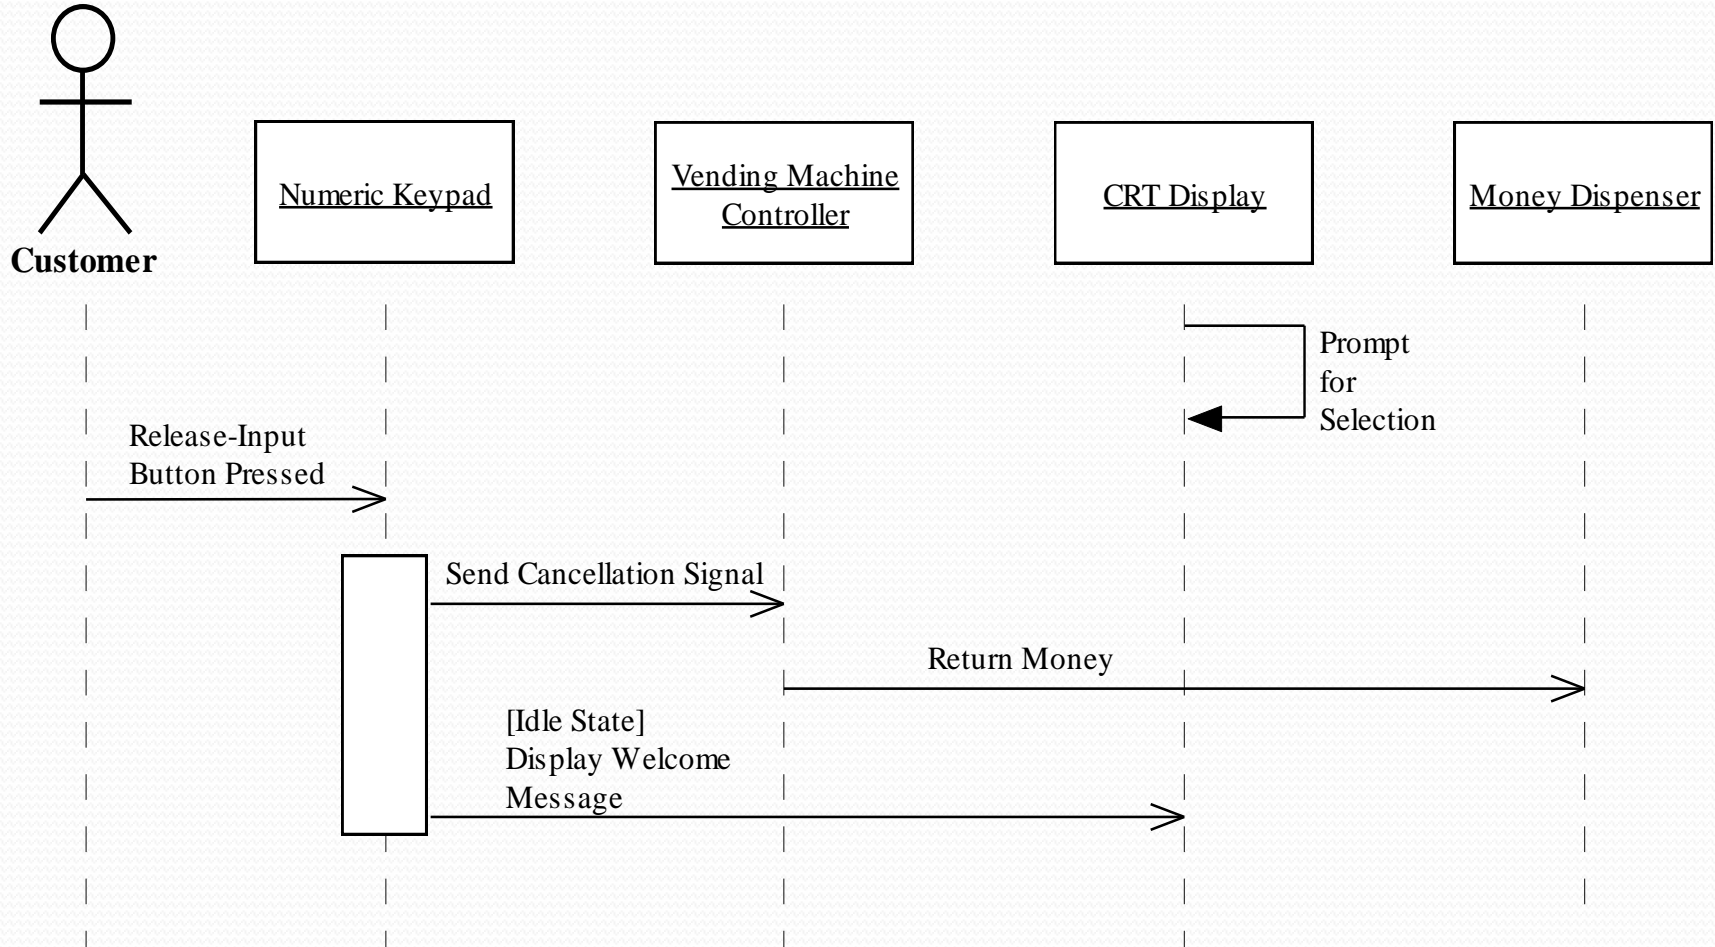 Customer
Numeric Keypad
Vending Machine
Controller
CRT Display
Money Dispenser
Prompt
for
Selection
Release-Input
Button Pressed
Send Cancellation Signal
Return Money
[Idle State]
Display Welcome
Message